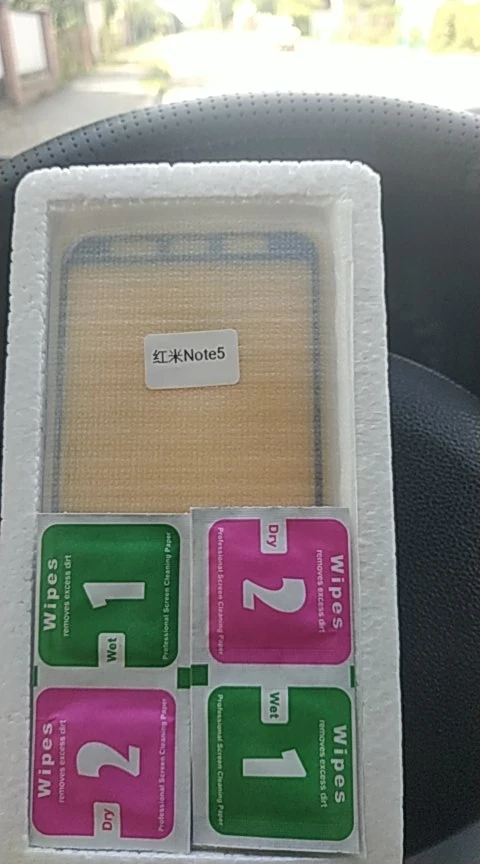 红米Note5
Wipes
removes excess dirt
1
Wet
Professional Screen Cleaning Paper
Dry
Professional Screen Cleaning Paper
2
removes excess dirt
Wipes
Wipes
removes excess dirt
2
Dry
Professional Screen Cleaning Paper
Wet
Professional Screen Cleaning Paper
1
removes excess dirt
Wipes